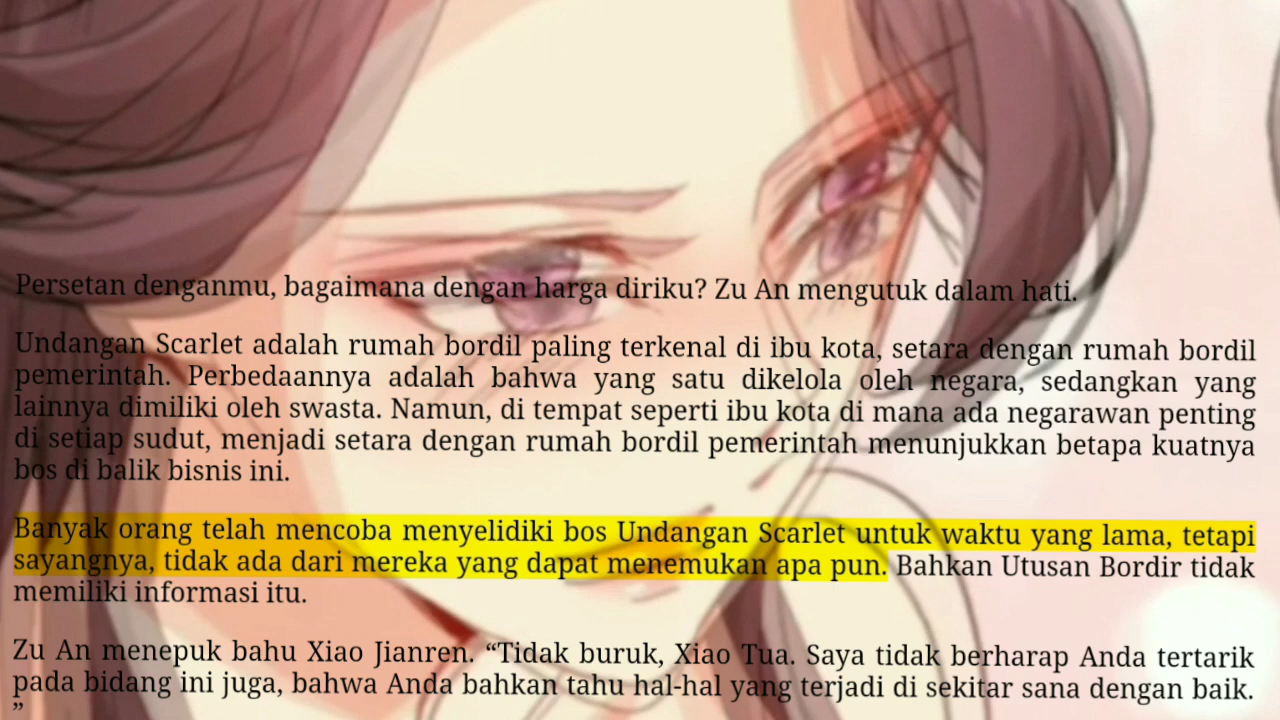 Persetan denganmu, bagaimana dengan harga diriku? Zu An mengutuk dalam hati.
Undangan Scarlet adalah rumah bordil paling terkenal di ibu kota, setara dengan rumah bordil
pemerintah. Perbedaannya adalah bahwa yang satu dikelola oleh negara, sedangkan yang
lainnya dimiliki oleh swasta. Namun, di tempat seperti ibu kota di mana ada negarawan penting
di setiap sudut, menjadi setara dengan rumah bordil pemerintah menunjukkan betapa kuatnya
bos di balik bisnis ini.
Banyak orang telah mencoba menyelidiki bos Undangan Scarlet untuk waktu yang lama, tetapi
sayangnya, tidak ada dari mereka yang dapat menemukan apa pun. Bahkan Utusan Bordir tidak
memiliki informasi itu.
Zu An menepuk bahu Xiao Jianren. “Tidak buruk, Xiao Tua. Saya tidak berharap Anda tertarik
pada bidang ini juga, bahwa Anda bahkan tahu hal-hal yang terjadi di sekitar sana dengan baik.
”